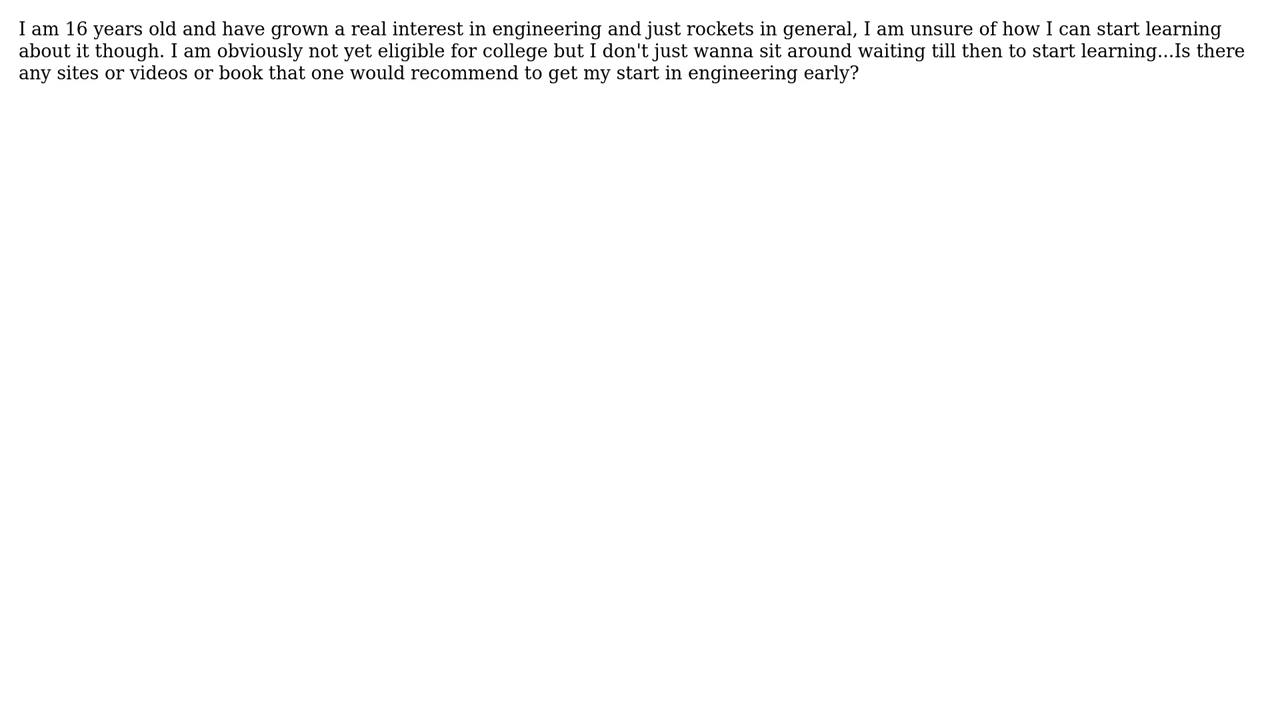 I am 16 years old and have grown a real interest in engineering and just rockets in general, I am unsure of how I can start learning
about it though. I am obviously not yet eligible for college but I don't just wanna sit around waiting till then to start learning...Is there
any sites or videos or book that one would recommend to get my start in engineering early?